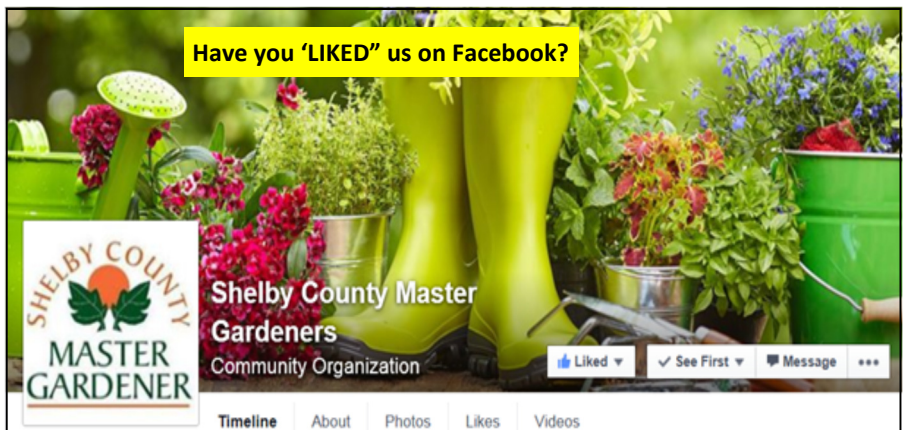 Have you ‘LIKED” us on Facebook?
SHELBY COUNTY
MASTER
GARDENER
Shelby County Master
Gardeners
Community Organization
Liked
See First
Message
Timeline About Photos Likes Videos